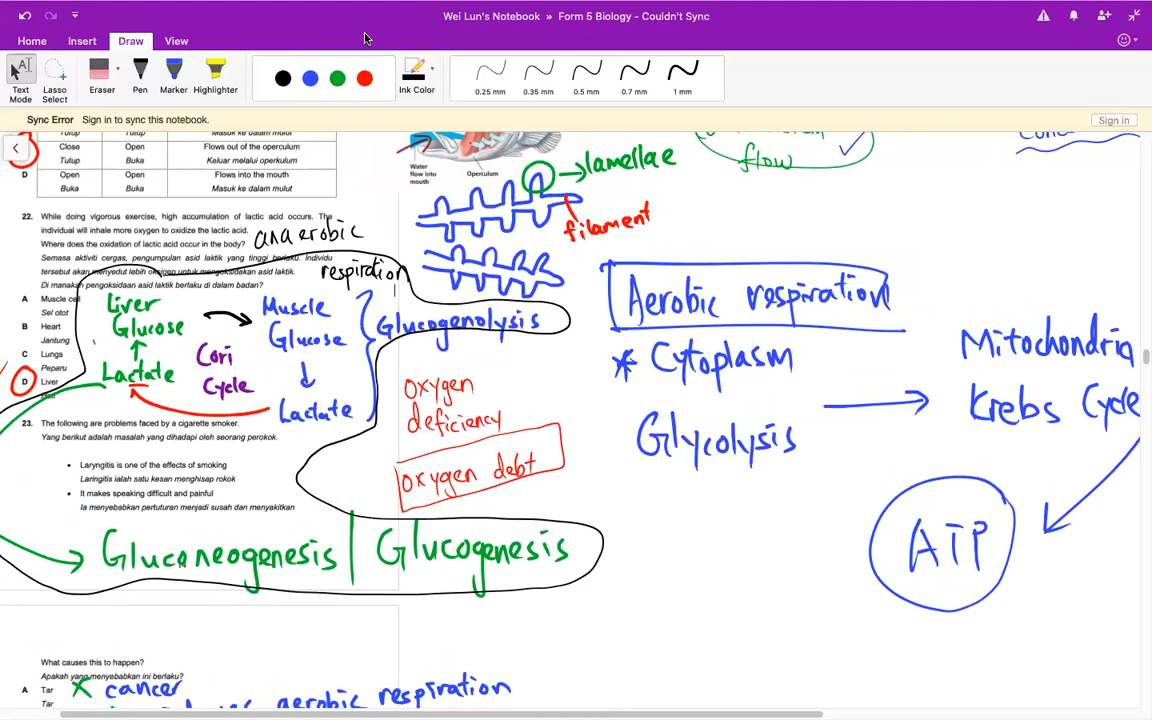 Wei Lun's Notebook » Form 5 Biology - Couldn't Sync
Home Insert Draw View
Text Mode
Lasso Select
Eraser
Pen
Marker
Highlighter
Ink Color
0.25 mm 0.35 mm 0.5 mm 0.7 mm 1 mm
Sync Error Sign in to sync this notebook.
Sign in
Tutup Tutup Masuk ke dalam mulut
Close Open Flows out of the operculum
Tutup Buka Keluar melalui operkulum
D Open Open Flows into the mouth
Buka Buka Masuk ke dalam mulut
Water flow into mouth
Operculum
lamellae
filament
flow
22. While doing vigorous exercise, high accumulation of lactic acid occurs. The
individual will inhale more oxygen to oxidize the lactic acid.
Where does the oxidation of lactic acid occur in the body?
Semasa aktiviti cergas, pengumpulan asid laktik yang tinggi berlaku. Individu
tersebut akan menyedut lebih oksigen untuk mengoksidakan asid laktik.
Di manakah pengoksidaan asid laktik berlaku di dalam badan?
anaerobic
respiration
A Muscle cell
Sel otot
B Heart
Jantung
C Lungs
Peparu
D Liver
Liver
Glucose
Lactate
Cori
Cycle
Muscle
Glucose
Lactate
Glucogenolysis
oxygen
deficiency
oxygen debt
Glucaneogenesis | Glucogenesis
Aerobic respiration
* Cytoplasm
Glycolysis
Mitochondria
Krebs Cycle
ATP
23. The following are problems faced by a cigarette smoker.
Yang berikut adalah masalah yang dihadapi oleh seorang perokok.
• Laryngitis is one of the effects of smoking
Laringitis ialah satu kesan menghisap rokok
• It makes speaking difficult and painful
Ia menyebabkan pertuturan menjadi susah dan menyakitkan
What causes this to happen?
Apakah yang menyebabkan ini berlaku?
A Tar
Tar
x cancer
aerobic respiration